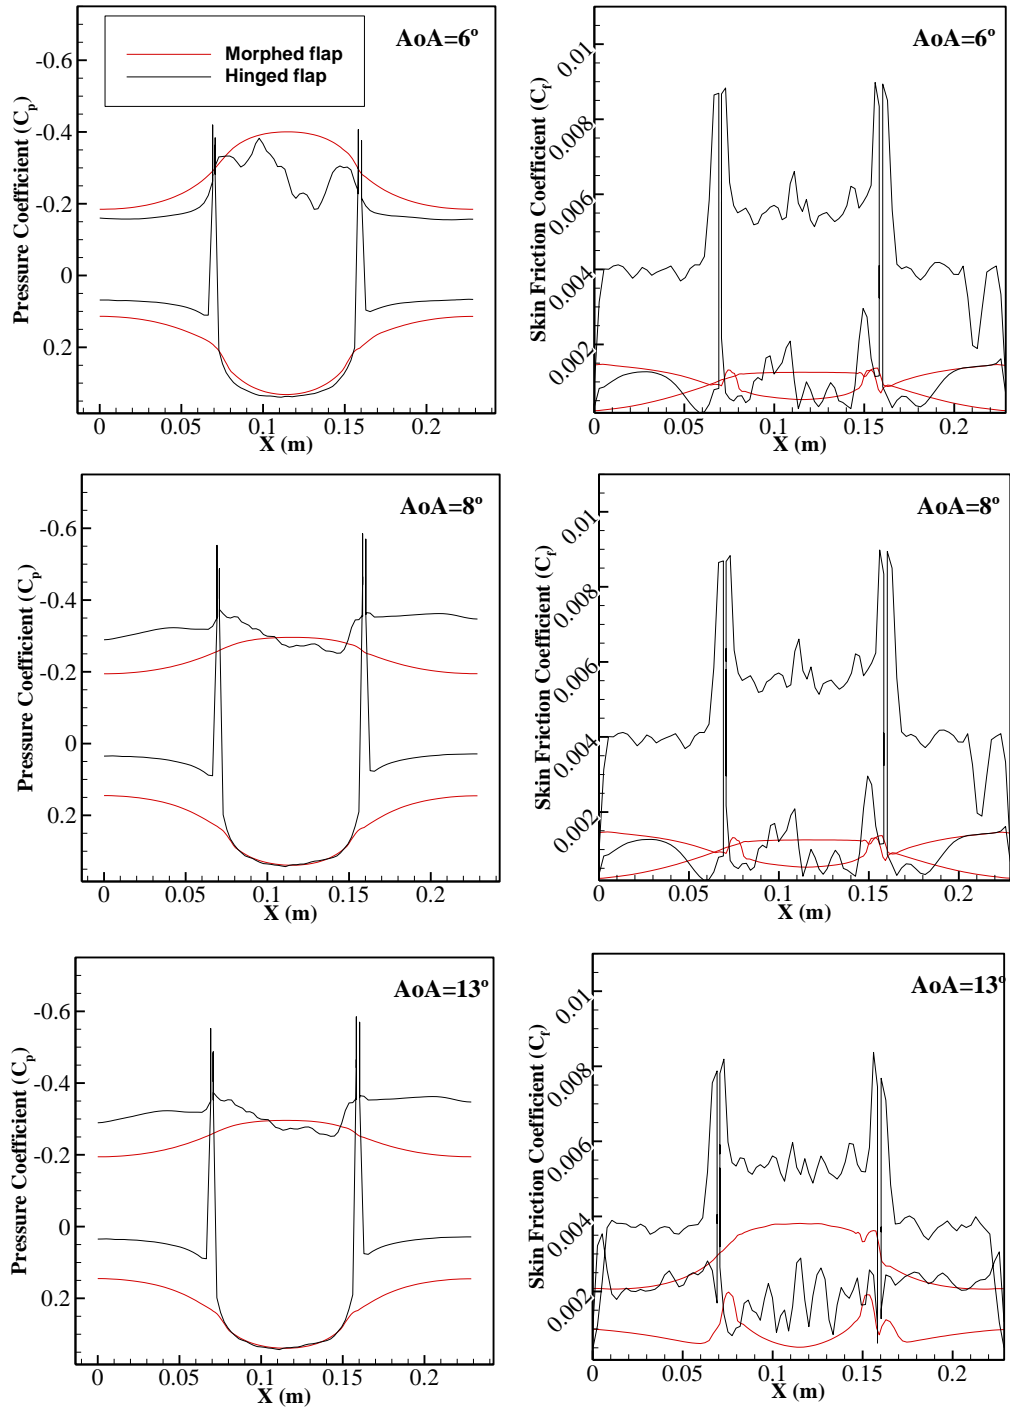 AoA=6º
Morphed flap
Hinged flap
-0.6
-0.4
-0.2
0
0.2
Pressure Coefficient (Cp)
0 0.05 0.1 0.15 0.2
X (m)
AoA=6º
0.01
0.008
0.006
0.004
0.002
Skin Friction Coefficient (Cf)
0 0.05 0.1 0.15 0.2
X (m)
AoA=8º
-0.6
-0.4
-0.2
0
0.2
Pressure Coefficient (Cp)
0 0.05 0.1 0.15 0.2
X (m)
AoA=8º
0.01
0.008
0.006
0.004
0.002
Skin Friction Coefficient (Cf)
0 0.05 0.1 0.15 0.2
X (m)
AoA=13º
-0.6
-0.4
-0.2
0
0.2
Pressure Coefficient (Cp)
0 0.05 0.1 0.15 0.2
X (m)
AoA=13º
0.01
0.008
0.006
0.004
0.002
Skin Friction Coefficient (Cf)
0 0.05 0.1 0.15 0.2
X (m)